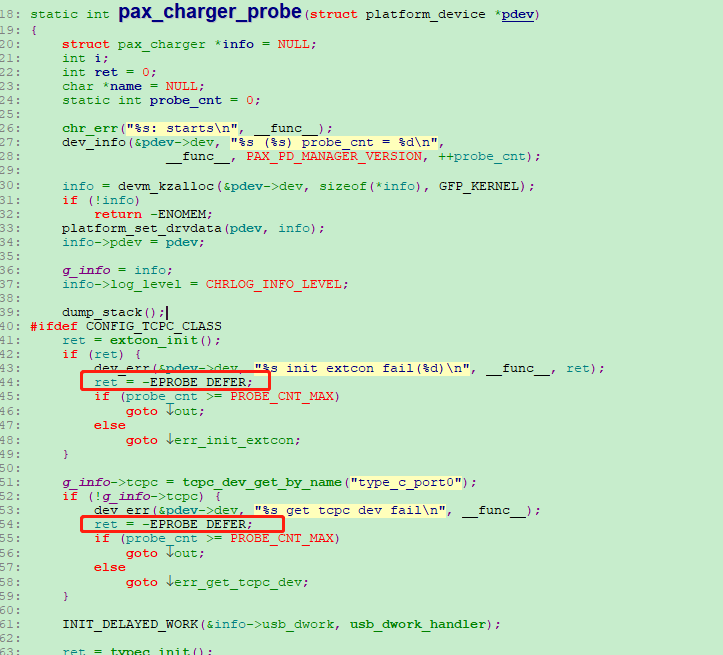 18: static int pax_charger_probe(struct platform_device *pdev)
19: {
20:     struct pax_charger *info = NULL;
21:     int i;
22:     int ret = 0;
23:     char *name = NULL;
24:     static int probe_cnt = 0;
25:
26:     chr_err("%s: starts\n", __func__);
27:     dev_info(&pdev->dev, "%s (%s) probe_cnt = %d\n",
28:                  __func__, PAX_PD_MANAGER_VERSION, ++probe_cnt);
29:
30:     info = devm_kzalloc(&pdev->dev, sizeof(*info), GFP_KERNEL);
31:     if (!info)
32:         return -ENOMEM;
33:     platform_set_drvdata(pdev, info);
34:     info->pdev = pdev;
35:
36:     g_info = info;
37:     info->log_level = CHRLOG_INFO_LEVEL;
38:
39:     dump_stack();
40: #ifdef CONFIG_TCPC_CLASS
41:     ret = extcon_init();
42:     if (ret) {
43:         dev_err(&pdev->dev, "%s init extcon fail(%d)\n", __func__, ret);
44:         ret = -EPROBE_DEFER;
45:         if (probe_cnt >= PROBE_CNT_MAX)
46:             goto ↓out;
47:         else
48:             goto ↓err_init_extcon;
49:     }
50:
51:     g_info->tcpc = tcpc_dev_get_by_name("type_c_port0");
52:     if (!g_info->tcpc) {
53:         dev_err(&pdev->dev, "%s get tcpc dev fail\n", __func__);
54:         ret = -EPROBE_DEFER;
55:         if (probe_cnt >= PROBE_CNT_MAX)
56:             goto ↓out;
57:         else
58:             goto ↓err_get_tcpc_dev;
59:     }
60:
61:     INIT_DELAYED_WORK(&info->usb_dwork, usb_dwork_handler);
62:
63:     ret = typec_init();